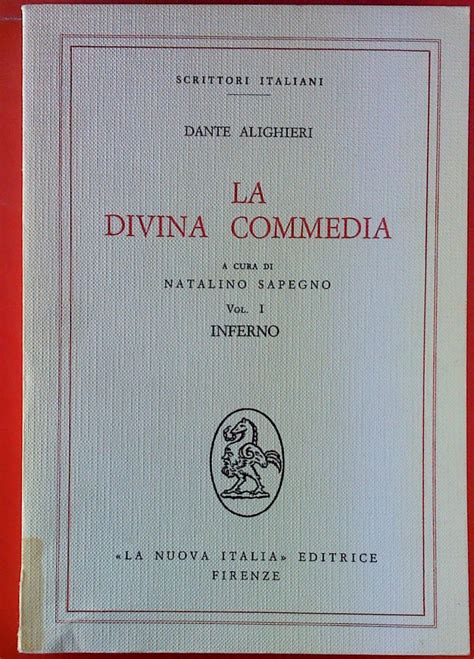 SCRITTORI ITALIANI
DANTE ALIGHIERI
LA
DIVINA COMMEDIA
A CURA DI
NATALINO SAPEGNO
VOL. I
INFERNO
«LA NUOVA ITALIA» EDITRICE
FIRENZE